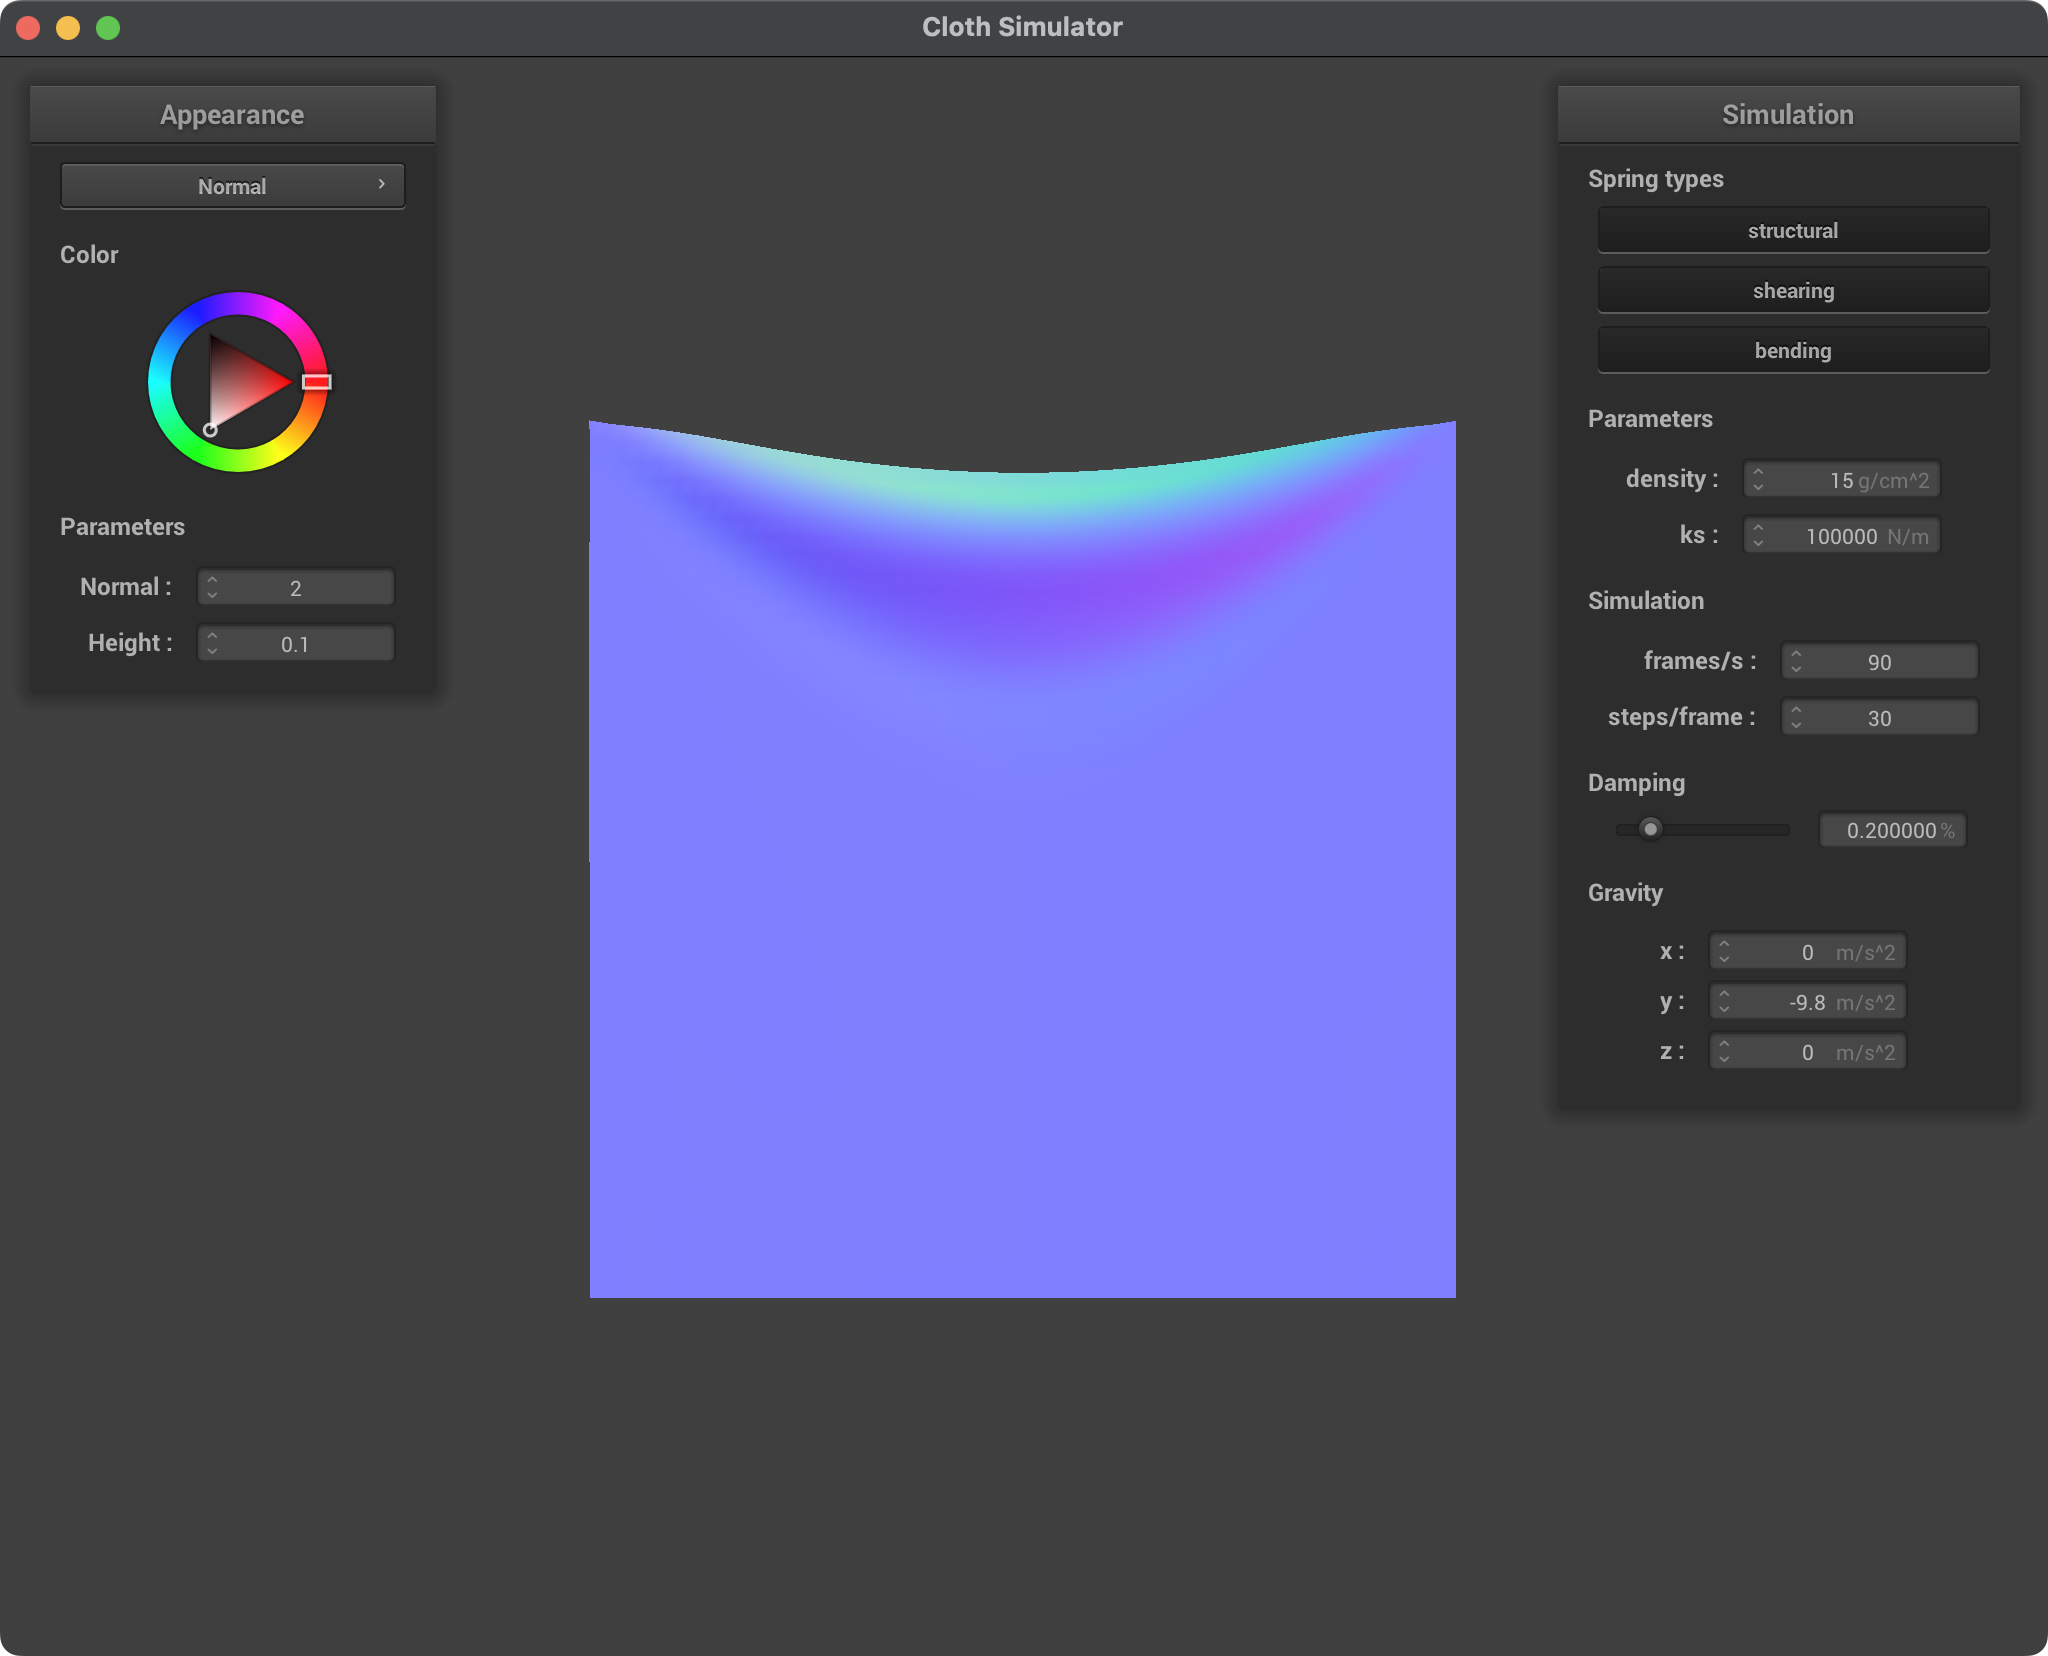 Cloth Simulator
Appearance
Normal
Color
Parameters
Normal : 2
Height : 0.1
Simulation
Spring types
structural
shearing
bending
Parameters
density : 15 g/cm^2
ks : 100000 N/m
Simulation
frames/s : 90
steps/frame : 30
Damping
0.200000 %
Gravity
x : 0 m/s^2
y : -9.8 m/s^2
z : 0 m/s^2